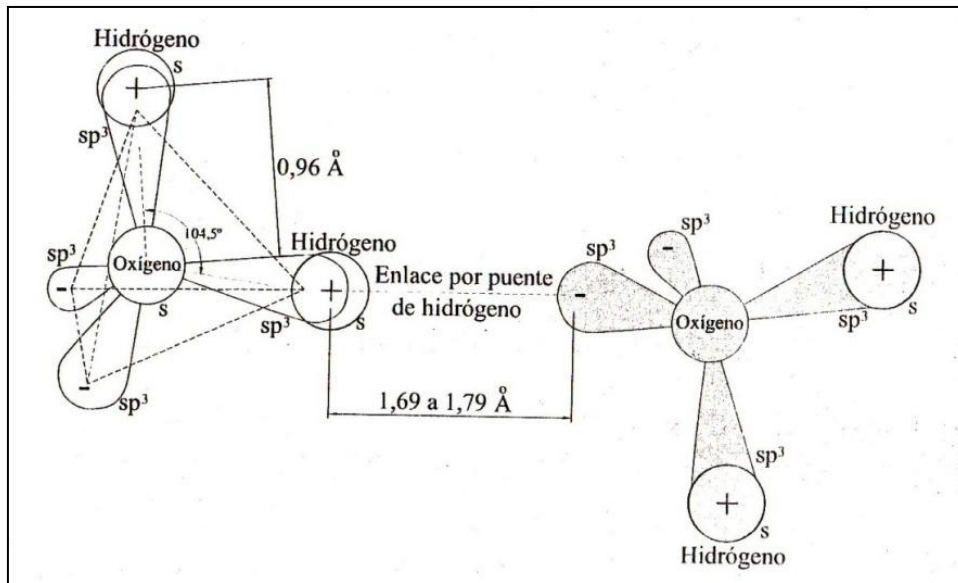 Hidrógeno
s
+
sp³
0,96 Å
104,5º
sp³
Oxígeno
-
s
Hidrógeno
+
sp³
s
-
sp³
Enlace por puente
de hidrógeno
1,69 a 1,79 Å
sp³
-
sp³
-
Oxígeno
Hidrógeno
+
sp³
s
sp³
+
s
Hidrógeno